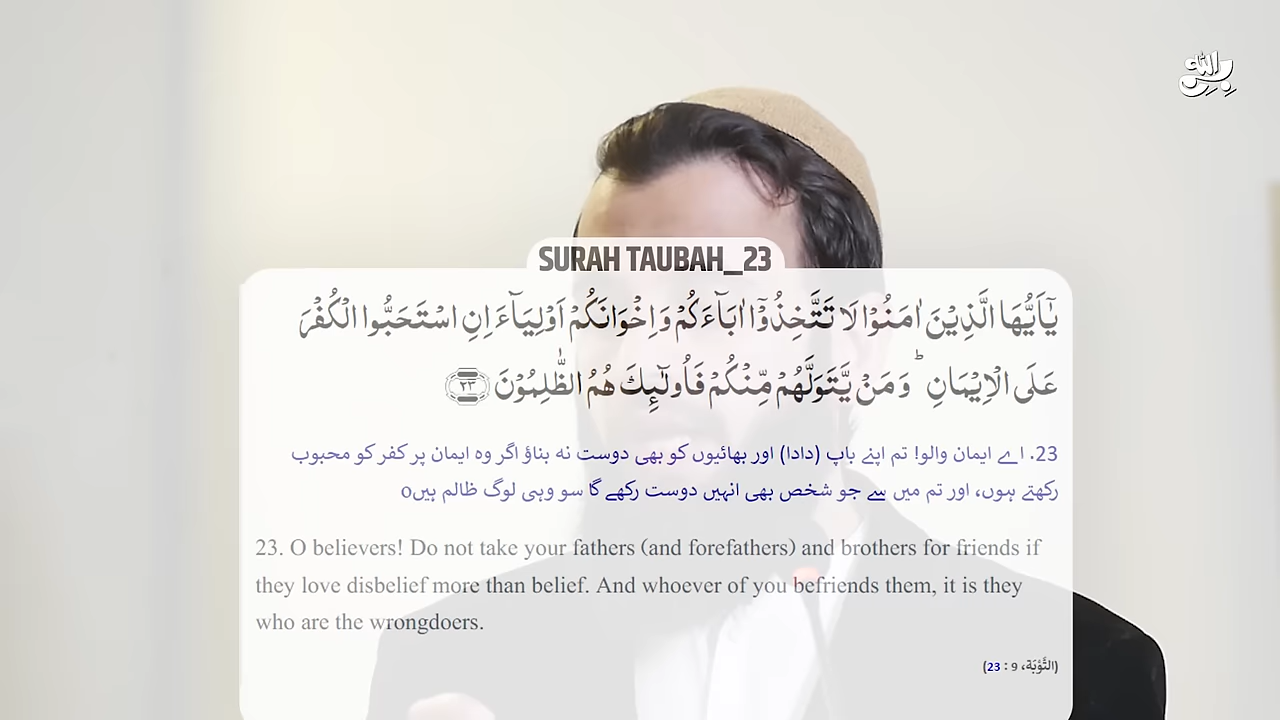 بسم الله
SURAH TAUBAH_23
يٰۤاَيُّهَا الَّذِيْنَ اٰمَنُوْا لَا تَتَّخِذُوْۤا اٰبَآءَكُمْ وَاِخْوَانَكُمْ اَوْلِيَآءَ اِنِ اسْتَحَبُّوا الْكُفْرَ
عَلَى الْاِيْمَانِ ؕ وَمَنْ يَّتَوَلَّهُمْ مِّنْكُمْ فَاُولٰٓئِكَ هُمُ الظّٰلِمُوْنَ ﴿۲۳﴾
23. اے ایمان والو! تم اپنے باپ (دادا) اور بھائیوں کو بھی دوست نہ بناؤ اگر وہ ایمان پر کفر کو محبوب
رکھتے ہوں، اور تم میں سے جو شخص بھی انہیں دوست رکھے گا سو وہی لوگ ظالم ہیںo
23. O believers! Do not take your fathers (and forefathers) and brothers for friends if
they love disbelief more than belief. And whoever of you befriends them, it is they
who are the wrongdoers.
(التَّوْبَة، 9 : 23)